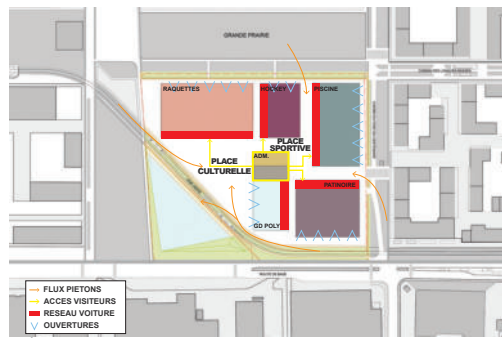 GRANDE PRAIRIE
RAQUETTES
HOCKEY
PISCINE
PLACE
SPORTIVE
ADM.
PLACE
CULTURELLE
PATINOIRE
GD POLY
FLUX PIETONS
ACCES VISITEURS
RESEAU VOITURE
OUVERTURES